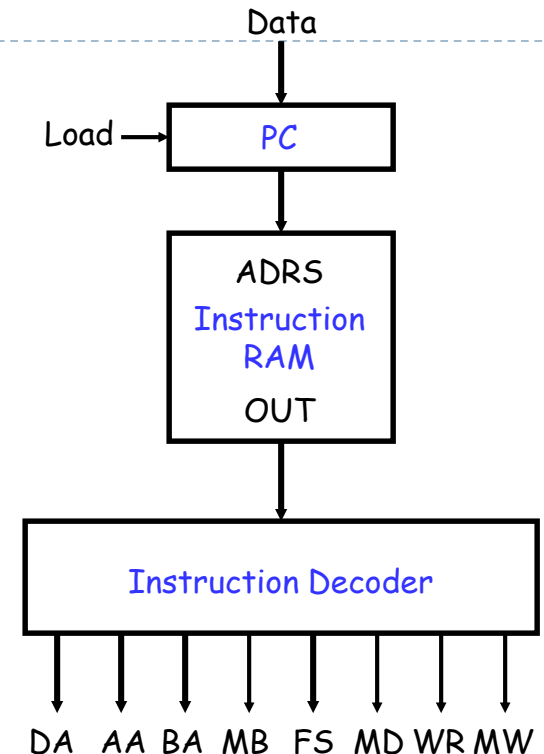 Data
Load
PC
ADRS
Instruction
RAM
OUT
Instruction Decoder
DA AA BA MB FS MD WR MW